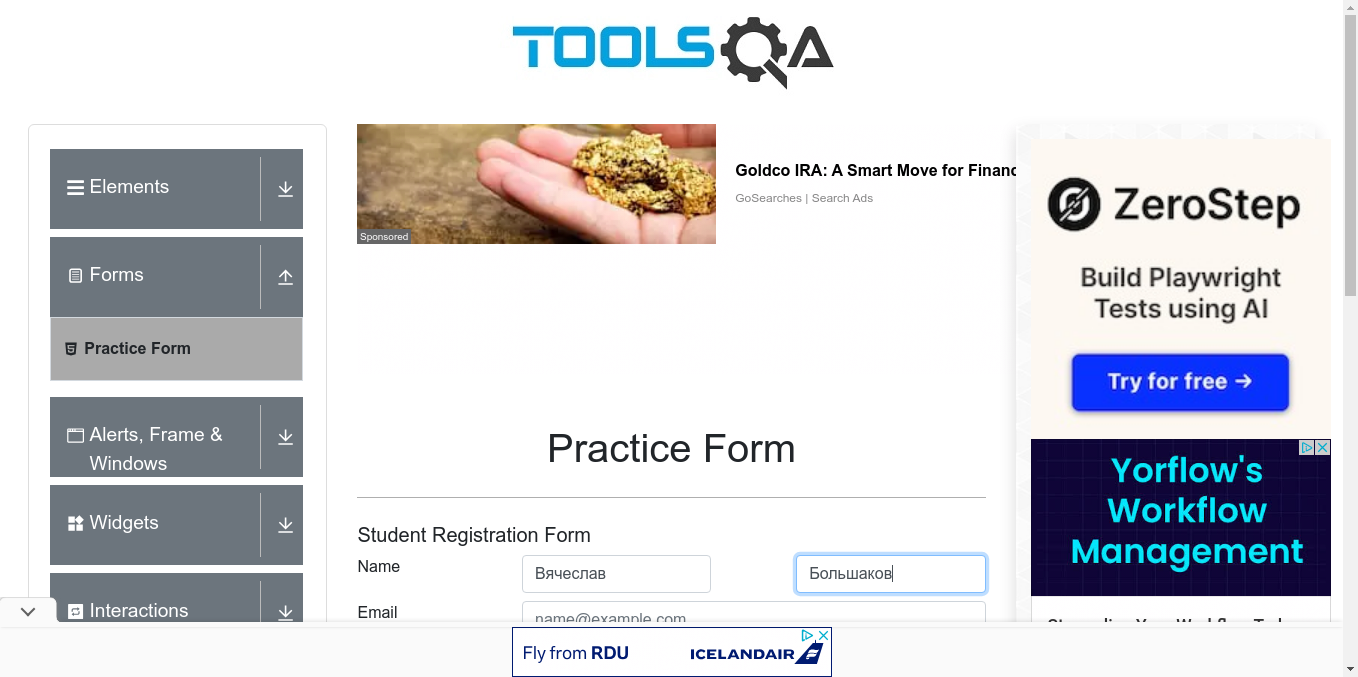 TOOLSQA
Elements
Forms
Practice Form
Alerts, Frame &
Windows
Widgets
Interactions
Sponsored
Goldco IRA: A Smart Move for Financ
GoSearches | Search Ads
Practice Form
Student Registration Form
Name
Вячеслав
Большаков
Email
name@example.com
ZeroStep
Build Playwright
Tests using AI
Try for free →
Yorflow's
Workflow
Management
Fly from RDU
ICELANDAIR